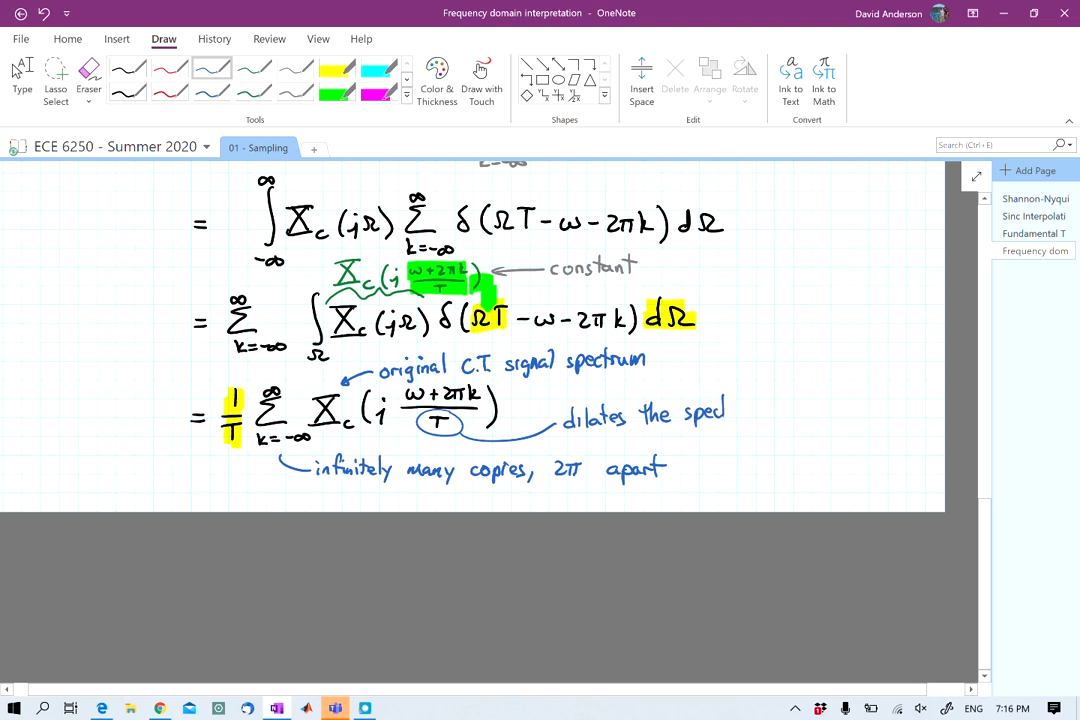 Frequency domain interpretation - OneNote
David Anderson
File Home Insert Draw History Review View Help
Type
Lasso Select
Eraser
Color & Thickness
Draw with Touch
Insert Space
Delete
Arrange
Rotate
Ink to Text
Ink to Math
Tools
Shapes
Edit
Convert
ECE 6250 - Summer 2020
01 - Sampling
Search (Ctrl+E)
Add Page
Shannon-Nyqui
Sinc Interpolati
Fundamental T
Frequency dom
k=-∞
= ∫_{-∞}^{∞} X_c(jΩ) ∑_{k=-∞}^{∞} δ(ΩT-ω-2πk) dΩ
X_c(j (ω+2πk)/T) ← constant
= ∑_{k=-∞}^{∞} ∫_Ω X_c(jΩ) δ(ΩT-ω-2πk) dΩ
original C.T. signal spectrum
= 1/T ∑_{k=-∞}^{∞} X_c(j (ω+2πk)/T)
dilates the spec
infinitely many copies, 2π apart
ENG 7:16 PM